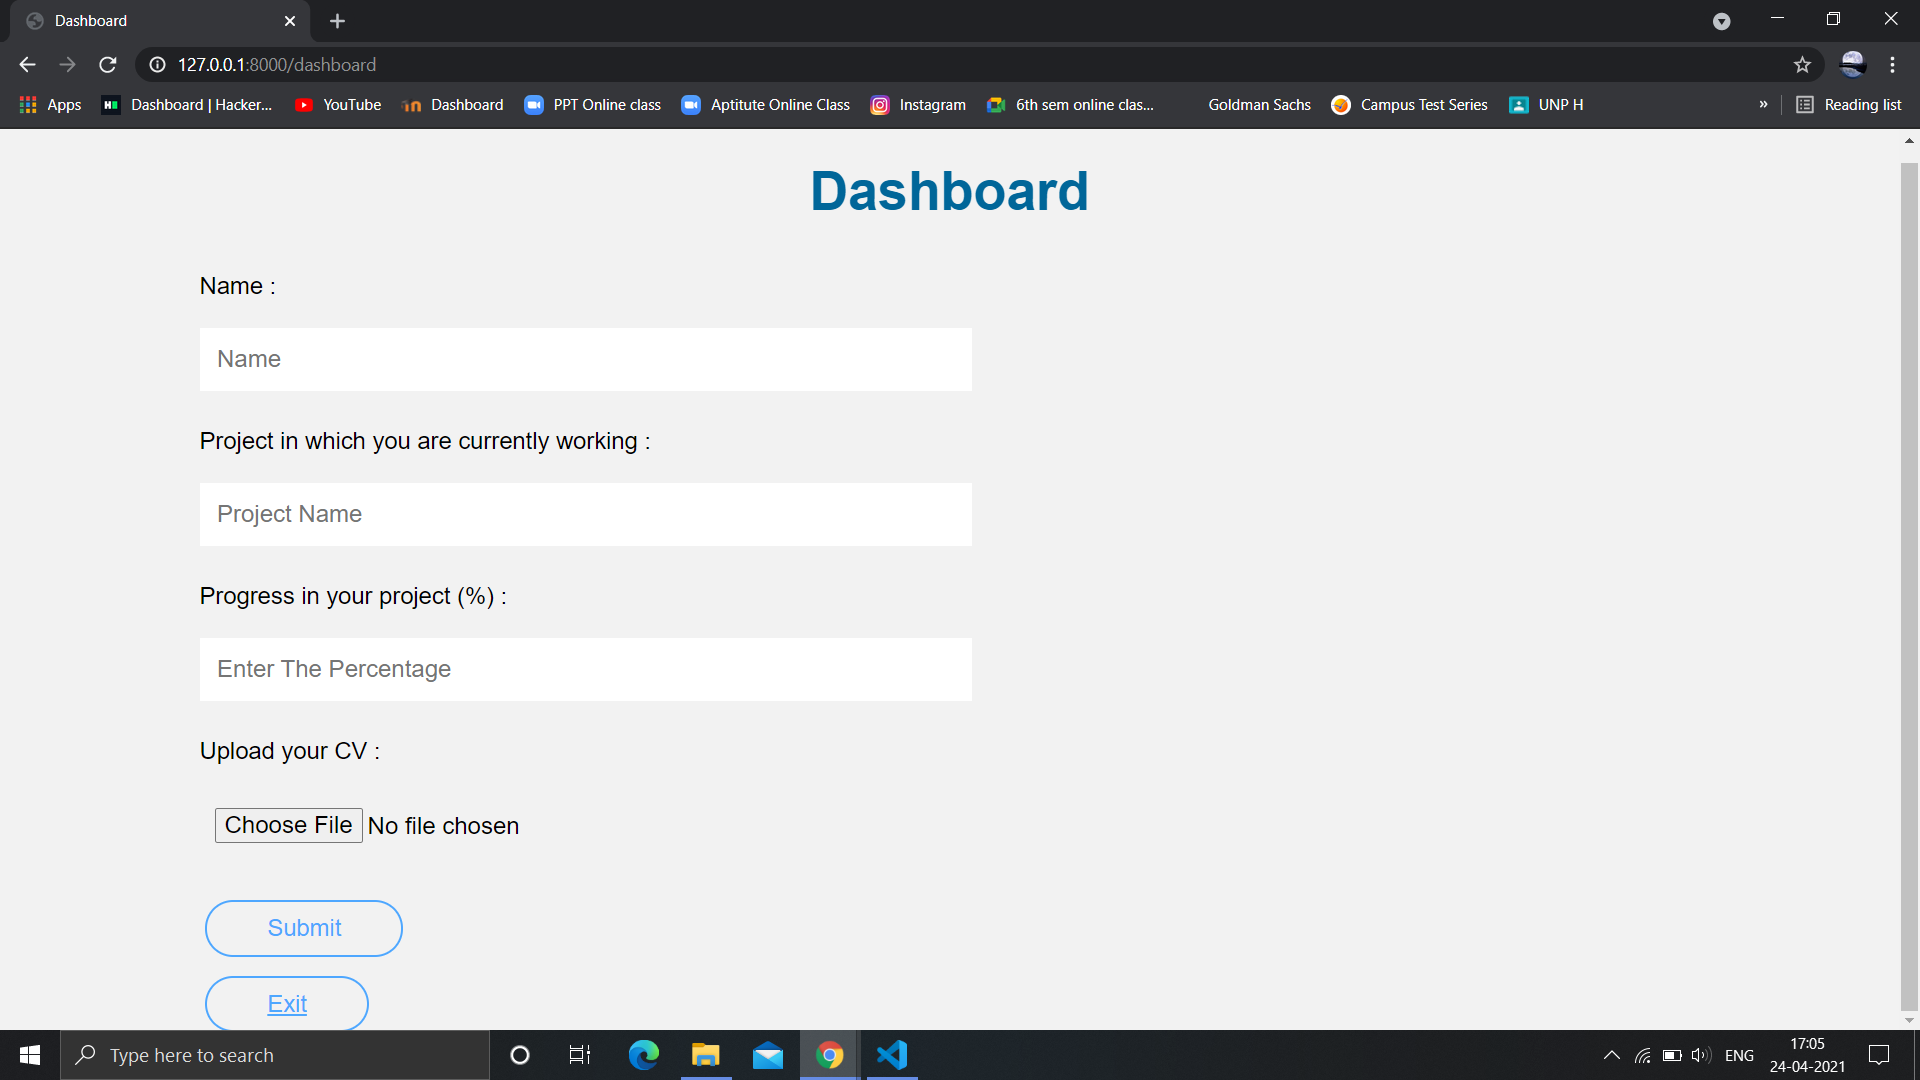 Dashboard
127.0.0.1:8000/dashboard
Apps
Dashboard | Hacker...
YouTube
Dashboard
PPT Online class
Aptitute Online Class
Instagram
6th sem online clas...
Goldman Sachs
Campus Test Series
UNP H
»
Reading list
Dashboard
Name :
Name
Project in which you are currently working :
Project Name
Progress in your project (%) :
Enter The Percentage
Upload your CV :
Choose File No file chosen
Submit
Exit
Type here to search
ENG
17:05
24-04-2021